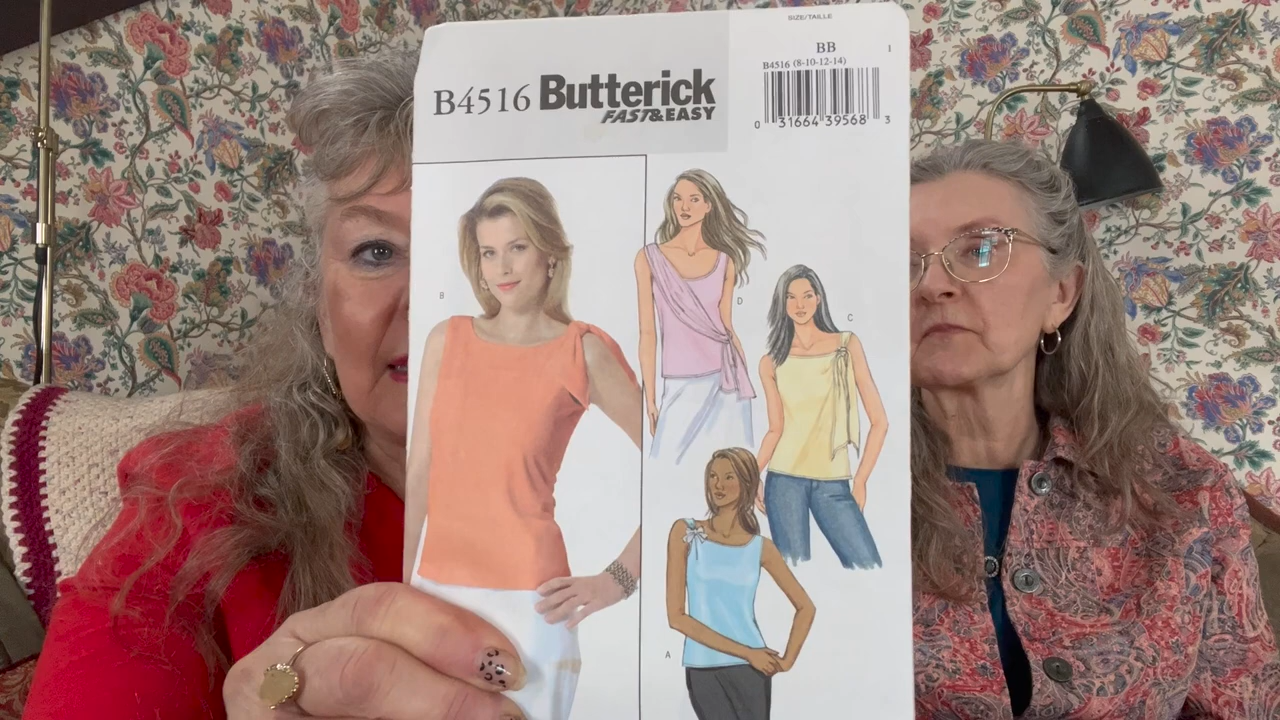 SIZE/TAILLE
BB
1
B4516 (8-10-12-14)
B4516 Butterick
FAST&EASY
0 31664 39568 3
B
D
C
A